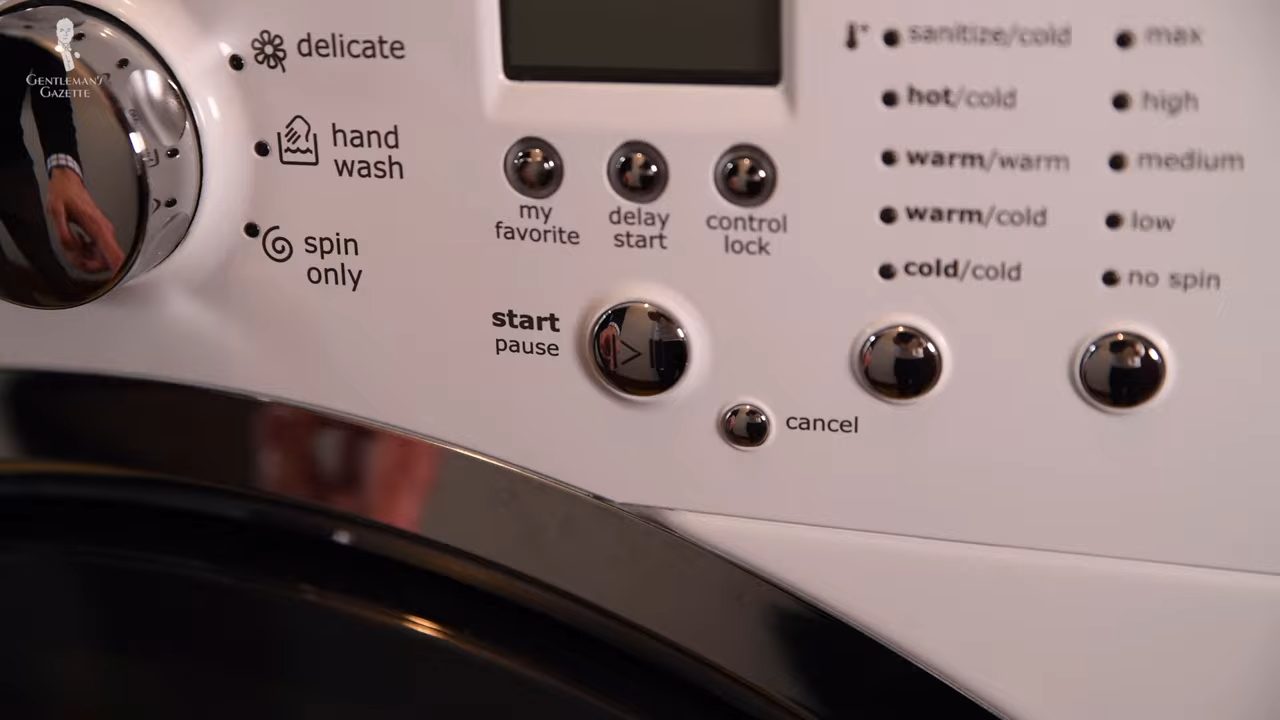 GENTLEMAN'S
GAZETTE
delicate
hand
wash
spin
only
my
favorite
delay
start
control
lock
start
pause
cancel
sanitize/cold
hot/cold
warm/warm
warm/cold
cold/cold
max
high
medium
low
no spin